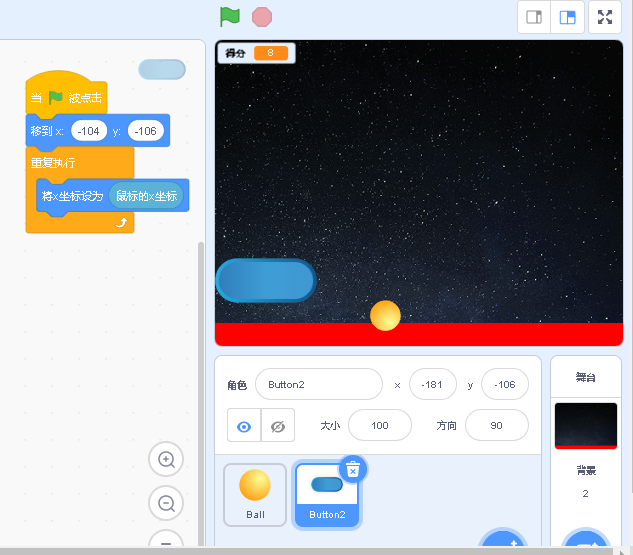 得分 8
当 被点击
移到 x: -104 y: -106
重复执行
将x坐标设为 鼠标的x坐标
角色 Button2 x -181 y -106
大小 100 方向 90
舞台
背景
2
Ball
Button2